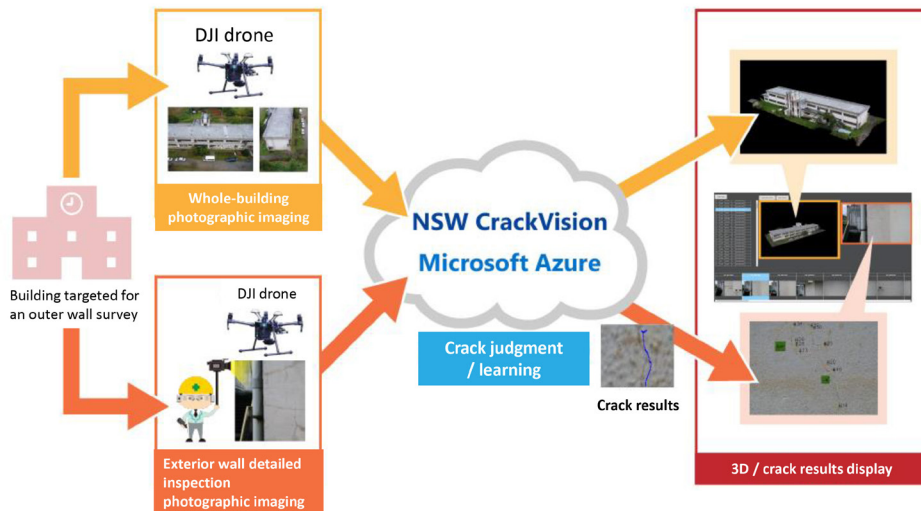 DJI drone
Whole-building
photographic imaging
Building targeted for
an outer wall survey
DJI drone
Exterior wall detailed
inspection
photographic imaging
NSW CrackVision
Microsoft Azure
Crack judgment
/ learning
Crack results
3D / crack results display